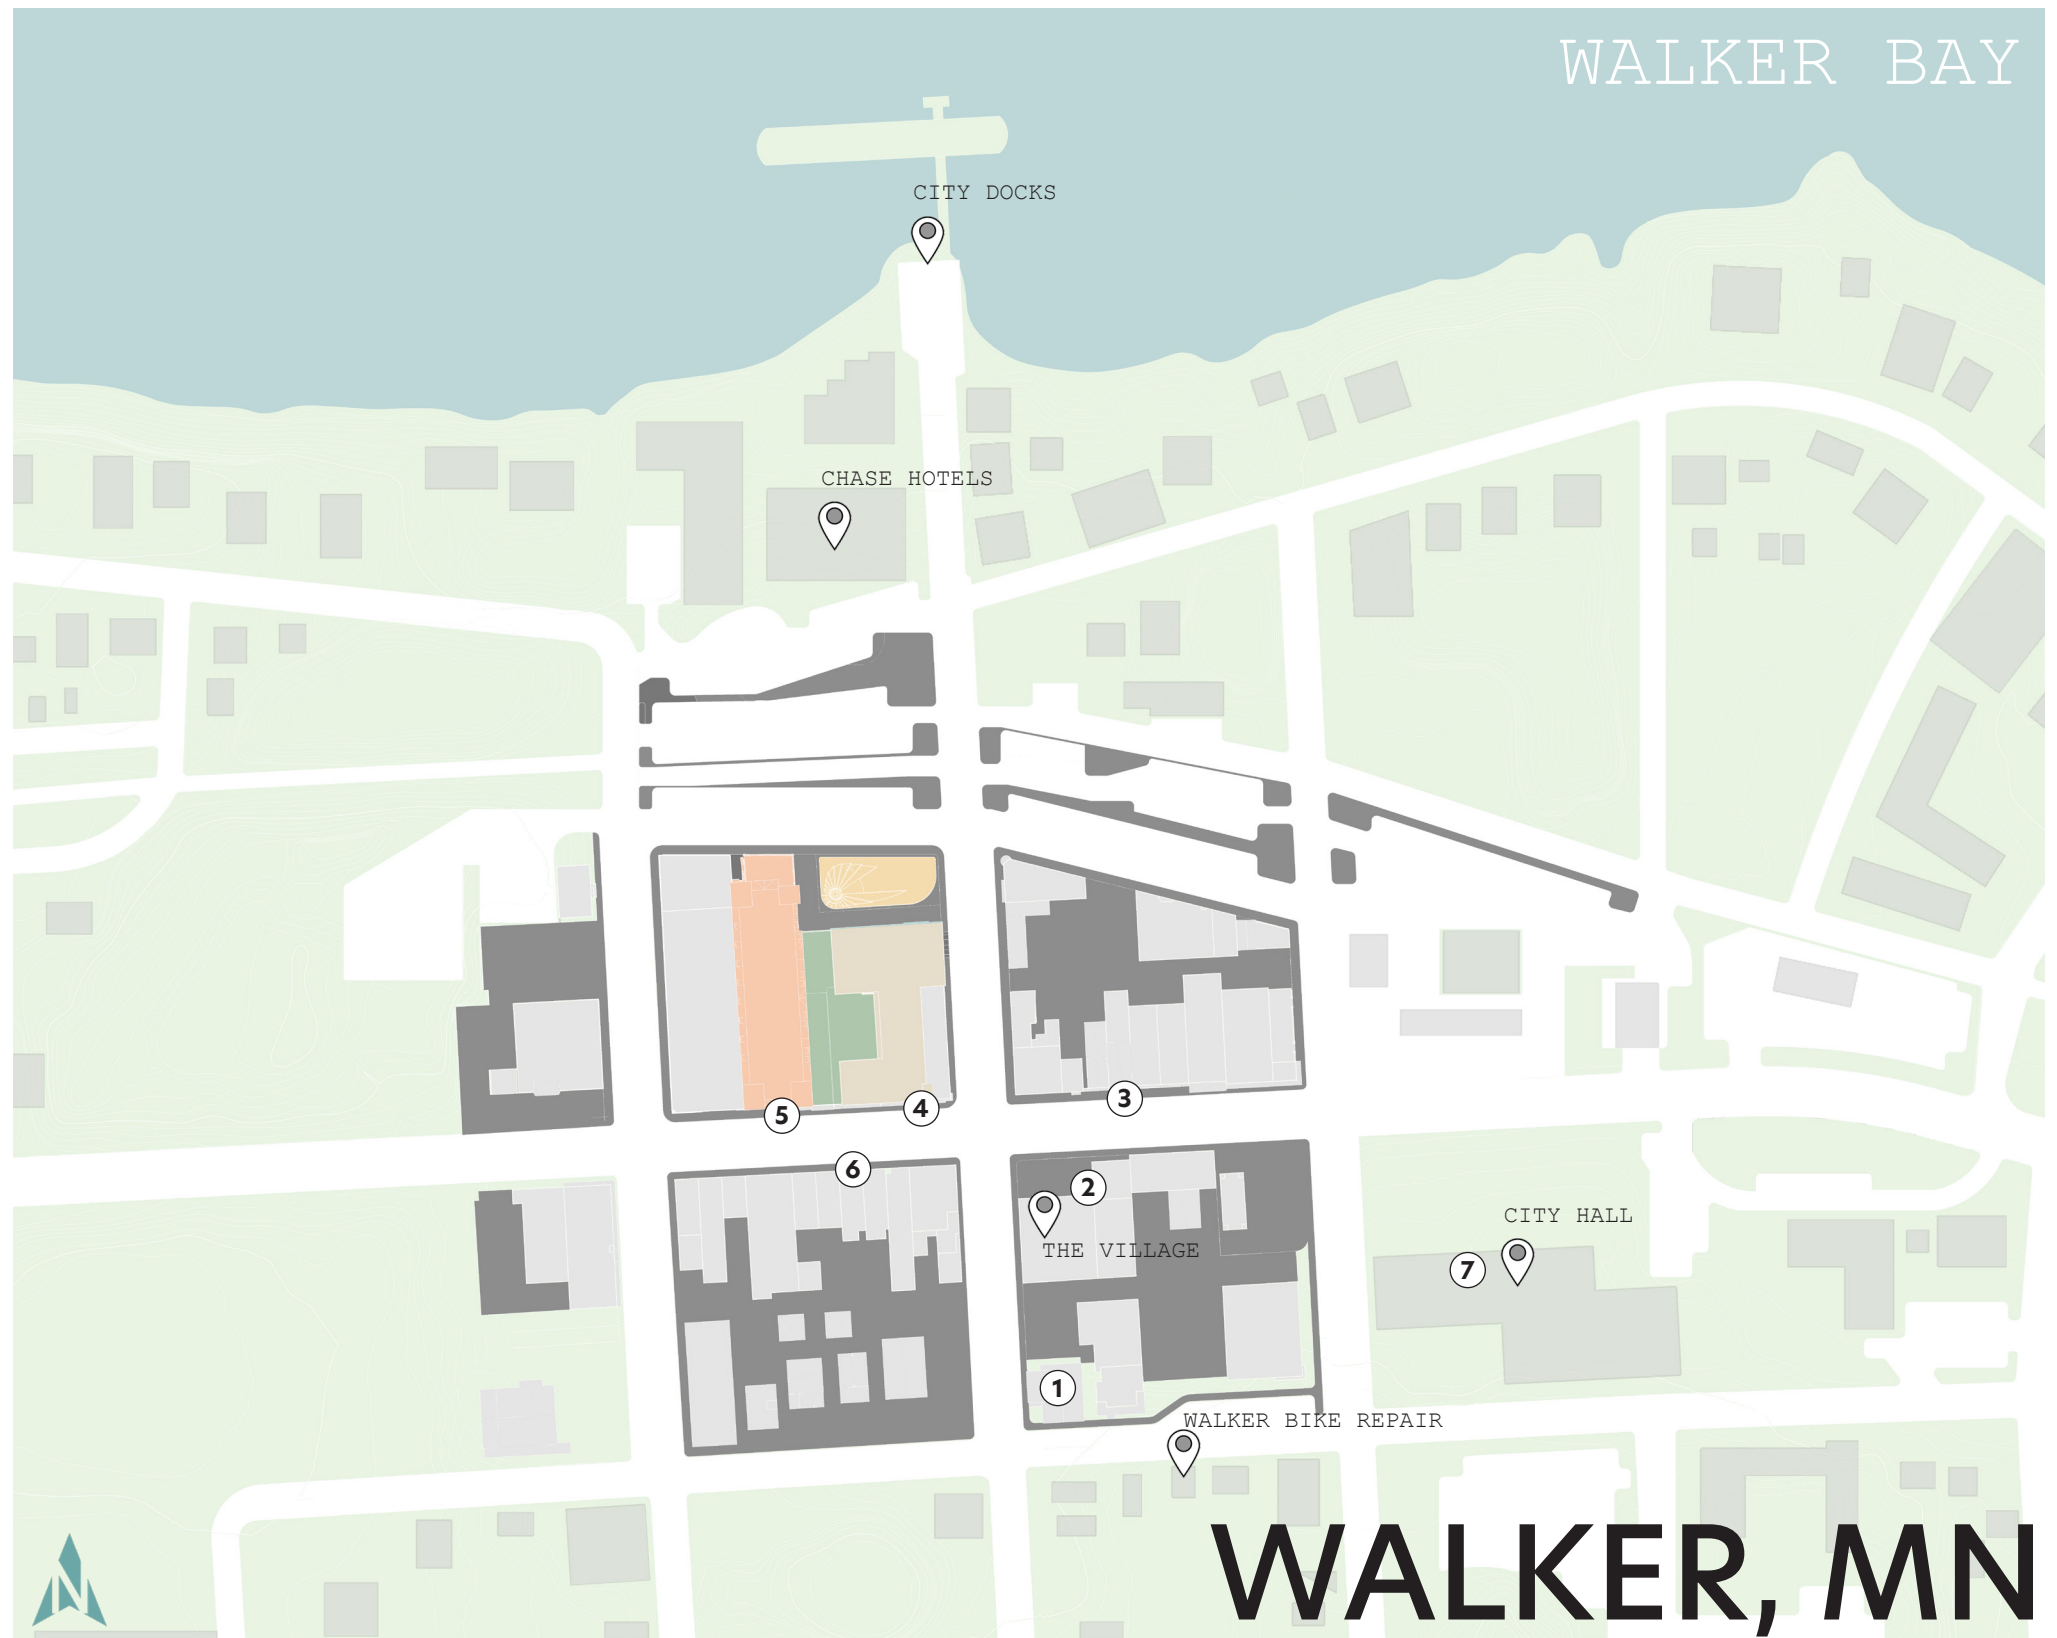 WALKER BAY
CITY DOCKS
CHASE HOTELS
5
4
3
6
2
THE VILLAGE
CITY HALL
7
1
WALKER BIKE REPAIR
WALKER, MN
N